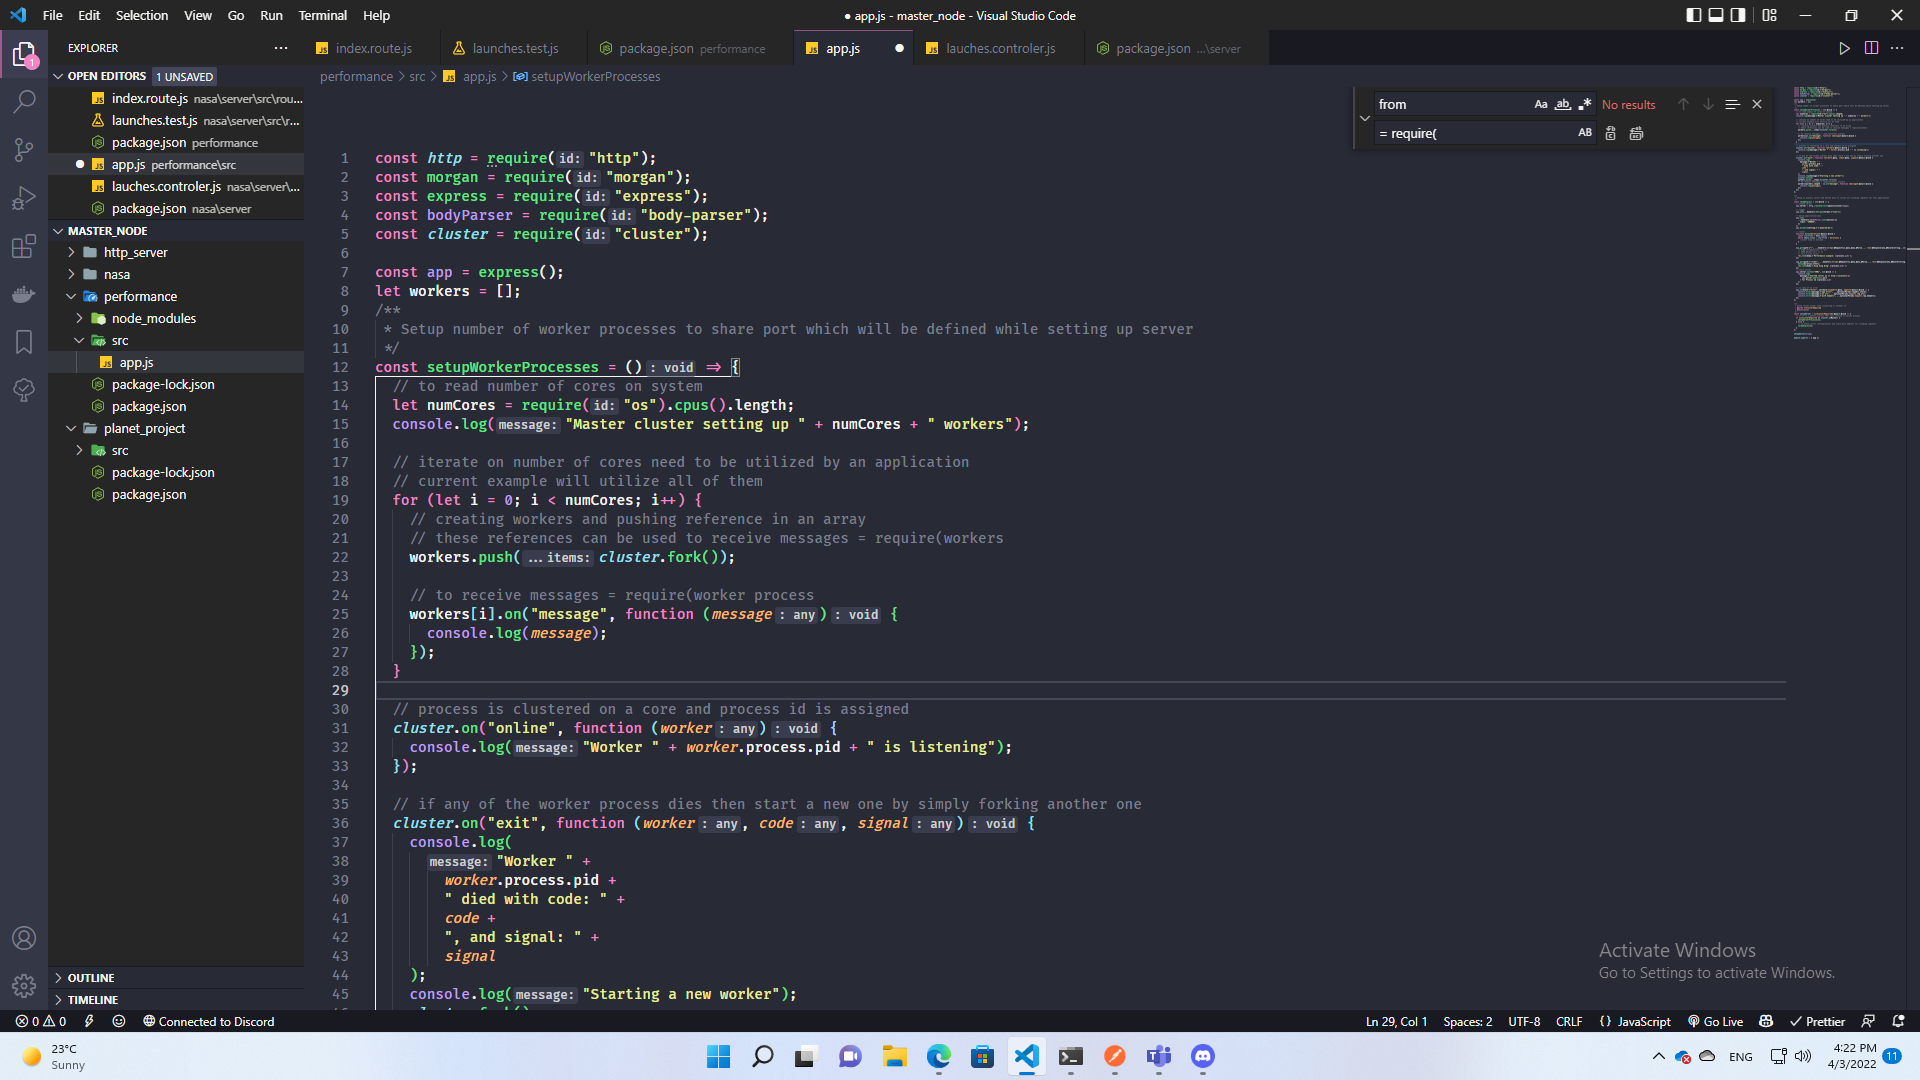 File Edit Selection View Go Run Terminal Help
● app.js - master_node - Visual Studio Code
EXPLORER ···
index.route.js
launches.test.js
package.json performance
app.js
lauches.controler.js
package.json ...\server
OPEN EDITORS 1 UNSAVED
index.route.js nasa\server\src\rou...
launches.test.js nasa\server\src\r...
package.json performance
app.js performance\src
lauches.controler.js nasa\server\...
package.json nasa\server
MASTER_NODE
http_server
nasa
performance
node_modules
src
app.js
package-lock.json
package.json
planet_project
src
package-lock.json
package.json
OUTLINE
TIMELINE
performance > src > app.js > setupWorkerProcesses
from Aa ab .* No results
= require( AB
1 const http = require( id: "http");
2 const morgan = require( id: "morgan");
3 const express = require( id: "express");
4 const bodyParser = require( id: "body-parser");
5 const cluster = require( id: "cluster");
6
7 const app = express();
8 let workers = [];
9 /**
10 * Setup number of worker processes to share port which will be defined while setting up server
11 */
12 const setupWorkerProcesses = () : void => {
13 // to read number of cores on system
14 let numCores = require( id: "os").cpus().length;
15 console.log( message: "Master cluster setting up " + numCores + " workers");
16
17 // iterate on number of cores need to be utilized by an application
18 // current example will utilize all of them
19 for (let i = 0; i < numCores; i++) {
20 // creating workers and pushing reference in an array
21 // these references can be used to receive messages = require(workers
22 workers.push( ...items: cluster.fork());
23
24 // to receive messages = require(worker process
25 workers[i].on("message", function (message : any) : void {
26 console.log(message);
27 });
28 }
29
30 // process is clustered on a core and process id is assigned
31 cluster.on("online", function (worker : any) : void {
32 console.log( message: "Worker " + worker.process.pid + " is listening");
33 });
34
35 // if any of the worker process dies then start a new one by simply forking another one
36 cluster.on("exit", function (worker : any, code : any, signal : any) : void {
37 console.log(
38 message: "Worker " +
39 worker.process.pid +
40 " died with code: " +
41 code +
42 ", and signal: " +
43 signal
44 );
45 console.log( message: "Starting a new worker");
Activate Windows
Go to Settings to activate Windows.
0 0 Connected to Discord
Ln 29, Col 1 Spaces: 2 UTF-8 CRLF {} JavaScript Go Live Prettier
23°C
Sunny
ENG
4:22 PM
4/3/2022
11
1